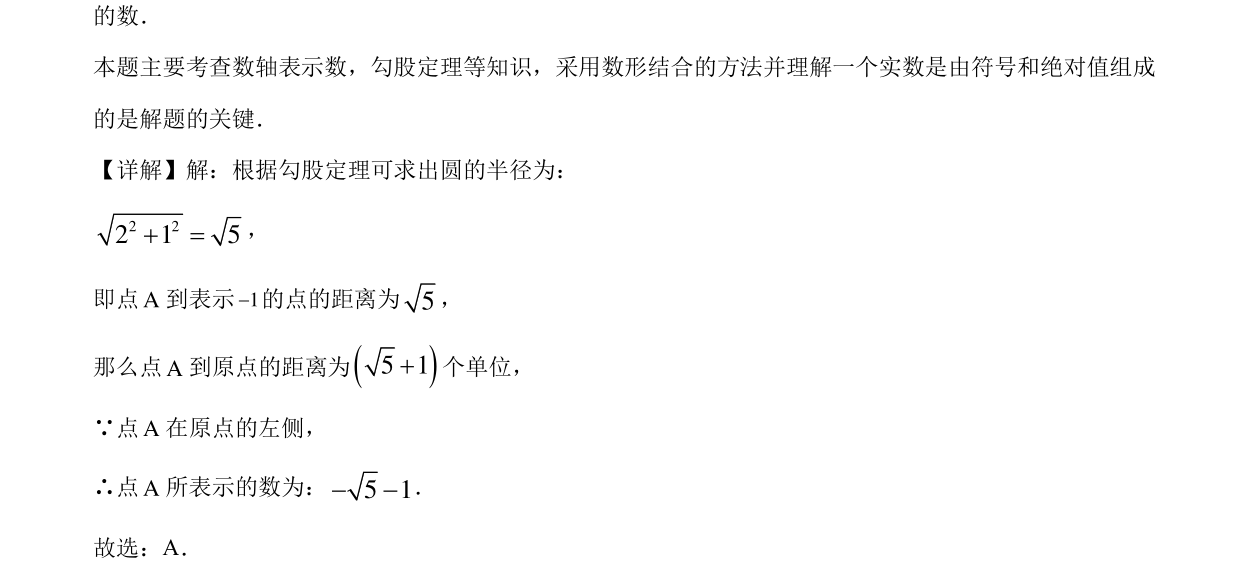 的数．
本题主要考查数轴表示数，勾股定理等知识，采用数形结合的方法并理解一个实数是由符号和绝对值组成
的是解题的关键．
【详解】解：根据勾股定理可求出圆的半径为：
√(2²+1²)=√5，
即点 A 到表示−1的点的距离为√5，
那么点 A 到原点的距离为(√5+1)个单位，
∵点 A 在原点的左侧，
∴点 A 所表示的数为：−√5−1．
故选：A．